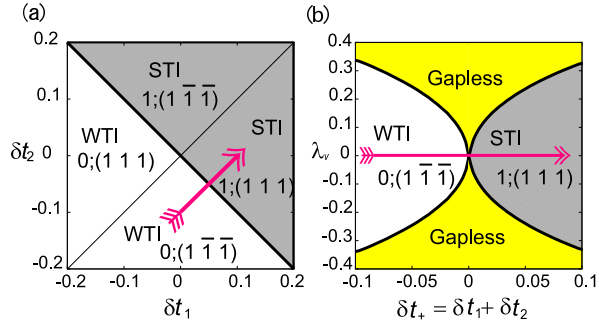 (a)
0.2
0.1
δt₂ 0
-0.1
-0.2
-0.2 -0.1 0 0.1 0.2
δt₁
STI
1;(1 1̅ 1̅)
STI
1;(1 1 1)
WTI
0;(1 1 1)
WTI
0;(1 1̅ 1̅)
(b)
0.4
0.3
0.2
0.1
λᵥ 0
-0.1
-0.2
-0.3
-0.4
-0.1 -0.05 0 0.05 0.1
δt₊ = δt₁ + δt₂
Gapless
WTI
0;(1 1̅ 1̅)
STI
1;(1 1 1)
Gapless